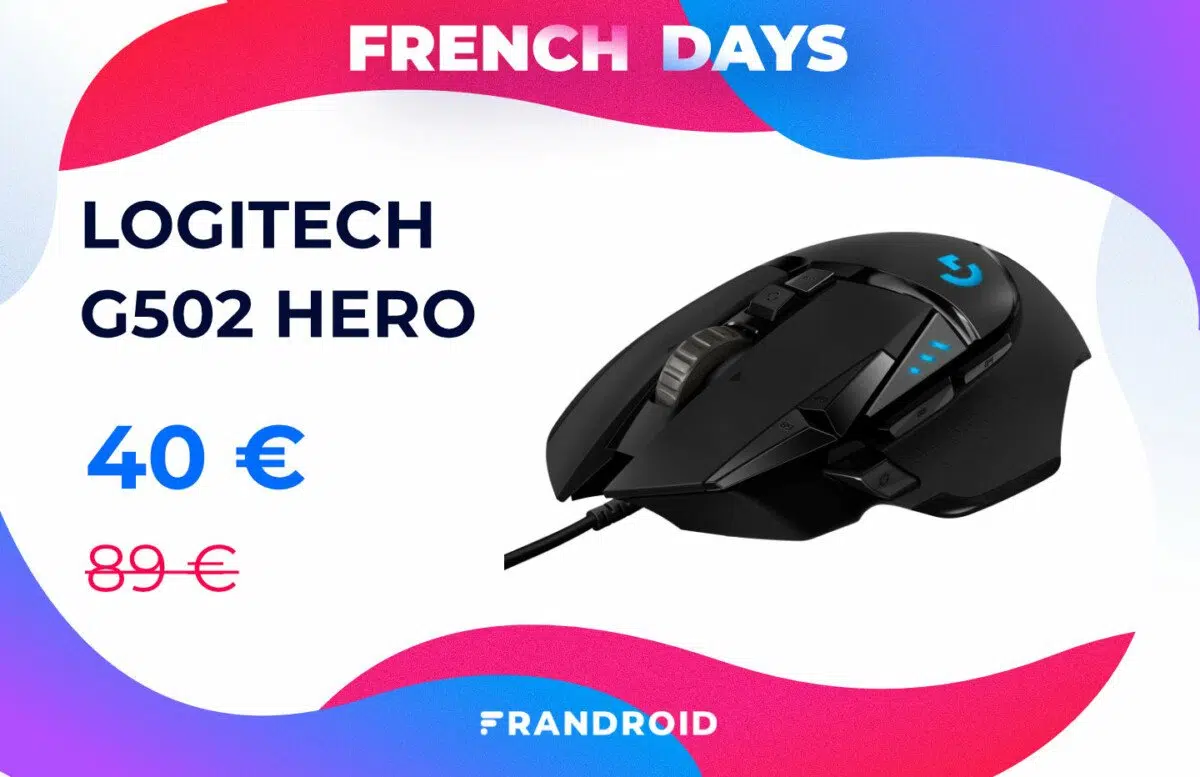 FRENCH DAYS
LOGITECH
G502 HERO
40 €
89 €
FRANDROID